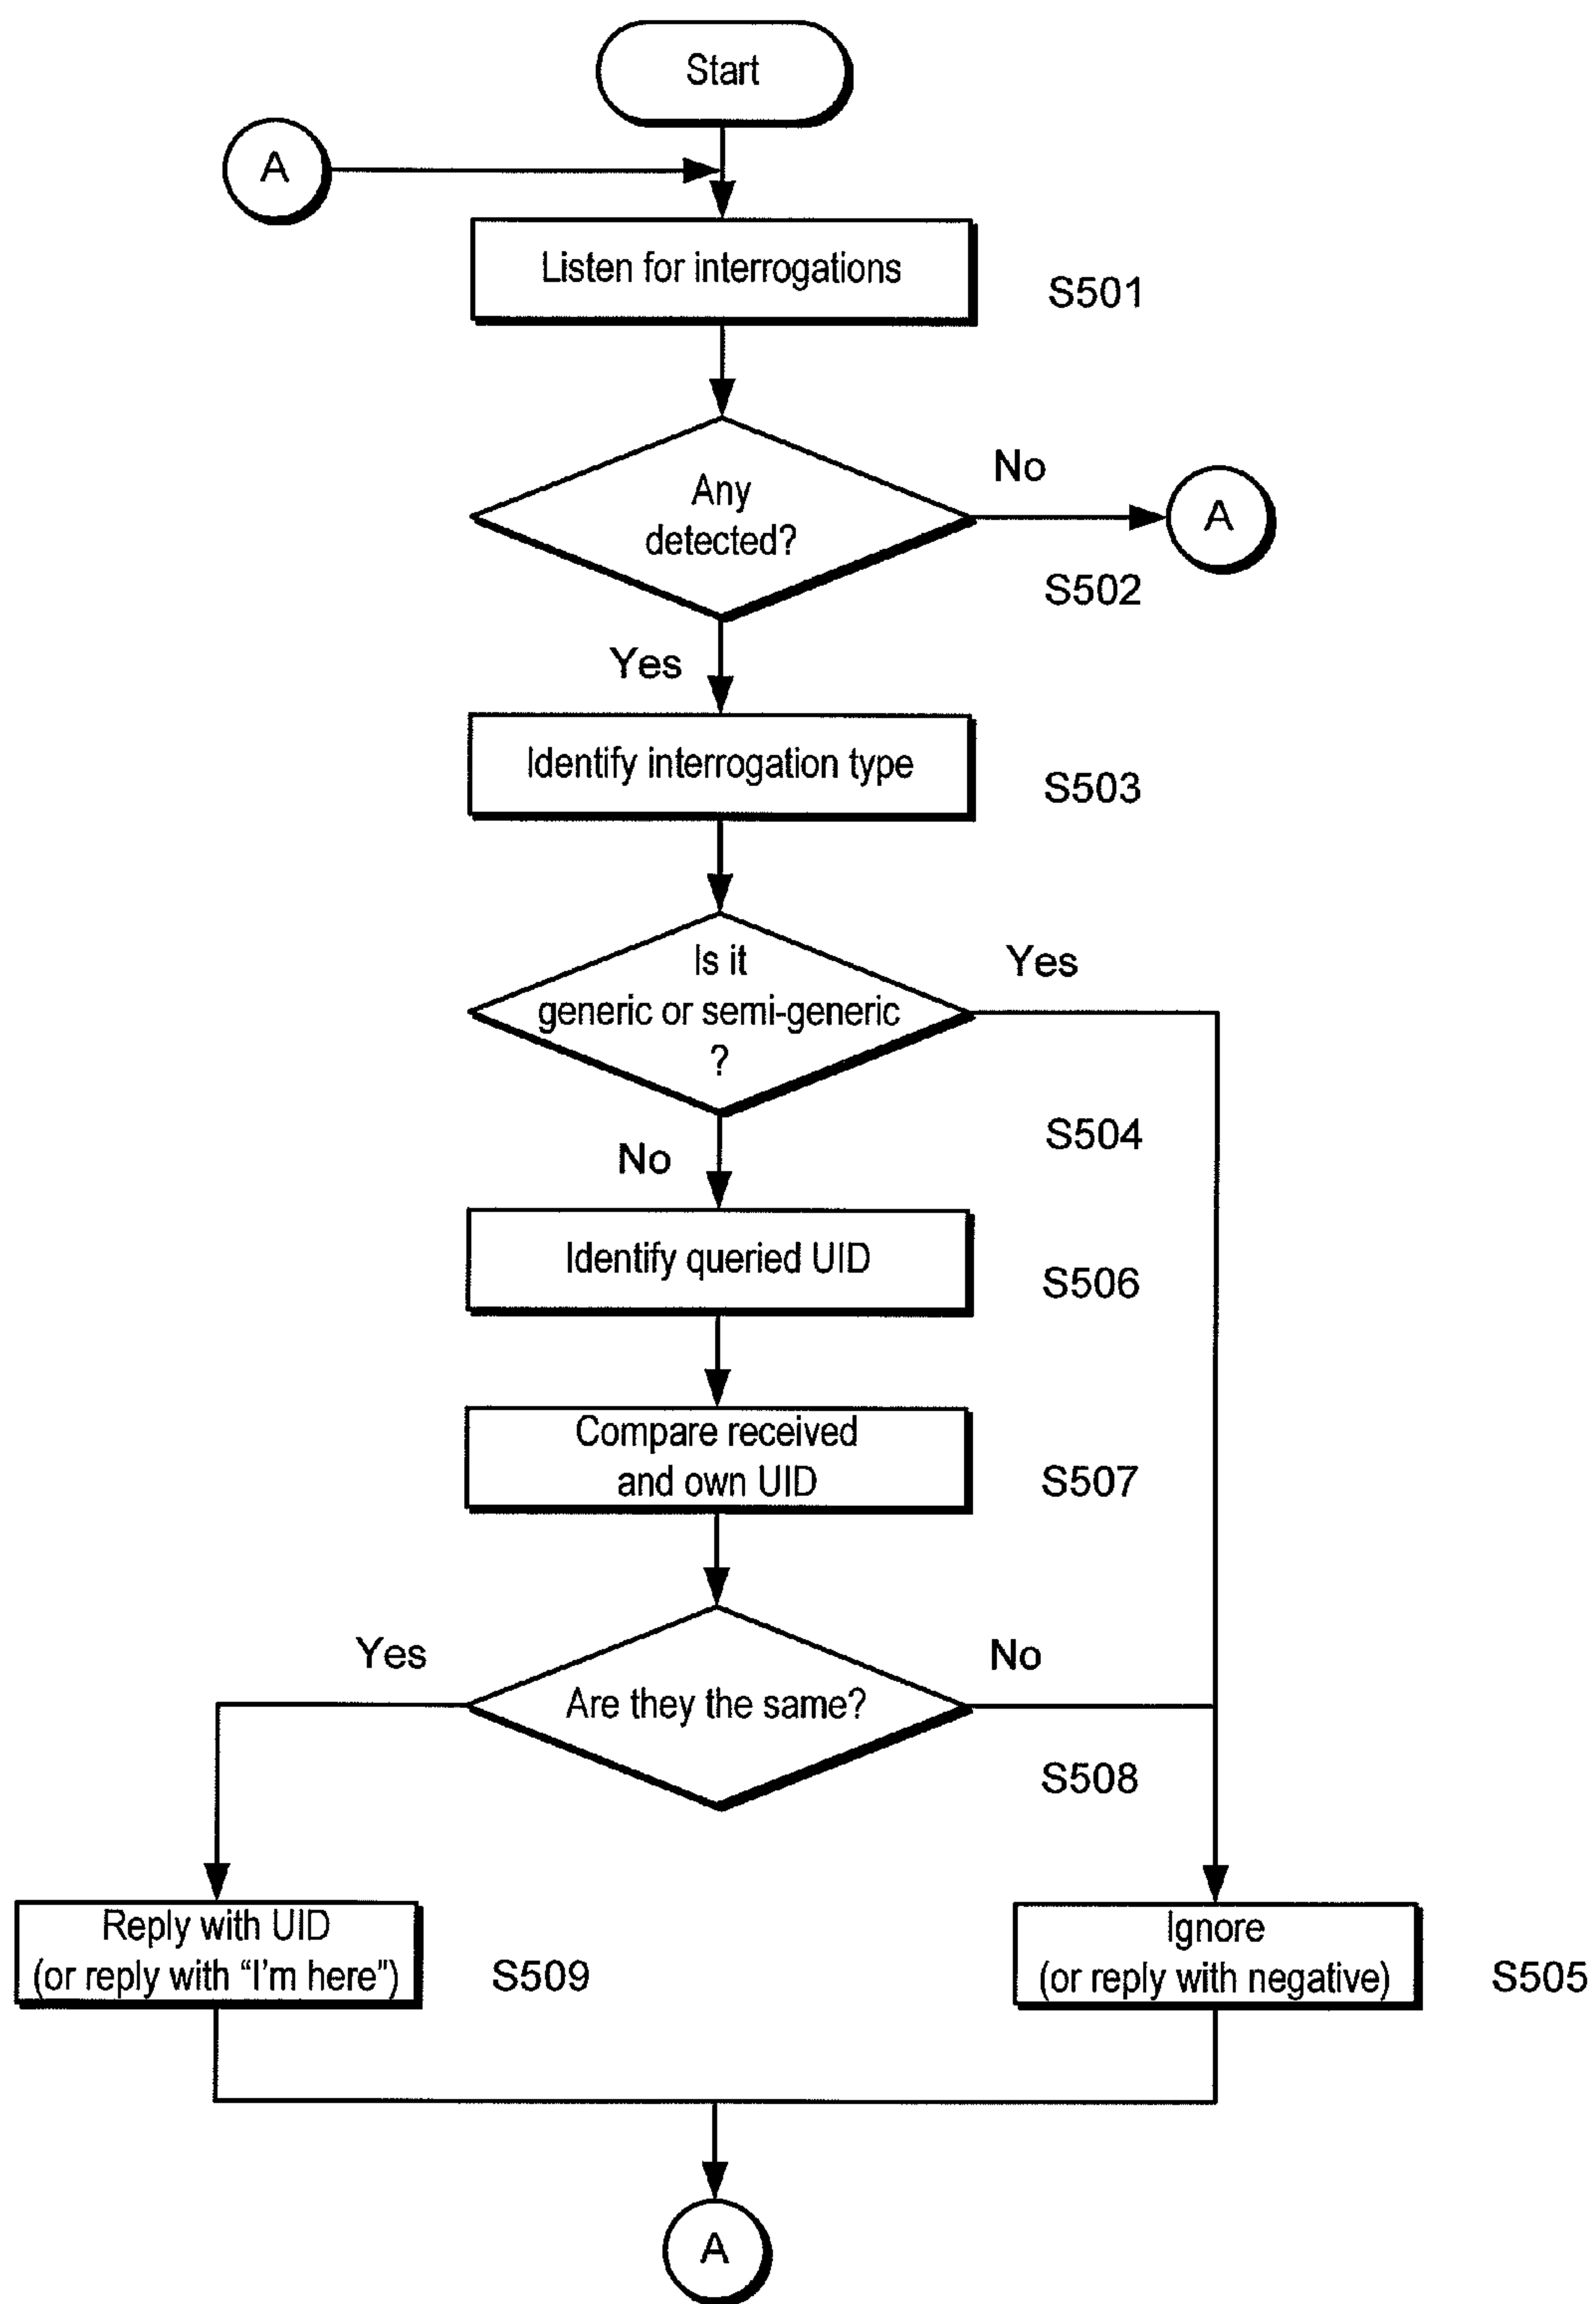 Start
A
Listen for interrogations
S501
Any
detected?
No
A
S502
Yes
Identify interrogation type
S503
Is it
generic or semi-generic
?
Yes
S504
No
Identify queried UID
S506
Compare received
and own UID
S507
Yes
Are they the same?
No
S508
Reply with UID
(or reply with “I’m here”)
S509
Ignore
(or reply with negative)
S505
A